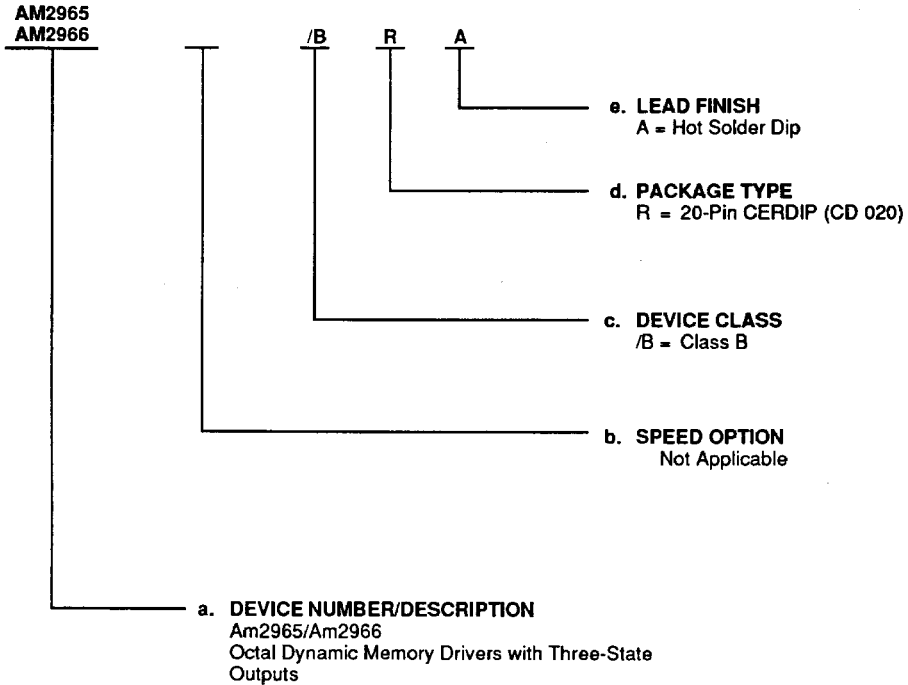 AM2965
AM2966
/B R A
e. LEAD FINISH
A = Hot Solder Dip
d. PACKAGE TYPE
R = 20-Pin CERDIP (CD 020)
c. DEVICE CLASS
/B = Class B
b. SPEED OPTION
Not Applicable
a. DEVICE NUMBER/DESCRIPTION
Am2965/Am2966
Octal Dynamic Memory Drivers with Three-State
Outputs